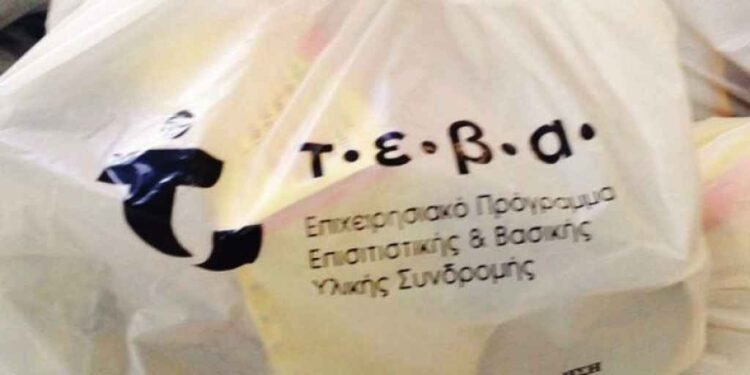 τ·ε·β·α·
Επιχειρησιακό Πρόγραμμα
Επισιτιστικής & Βασικής
Υλικής Συνδρομής